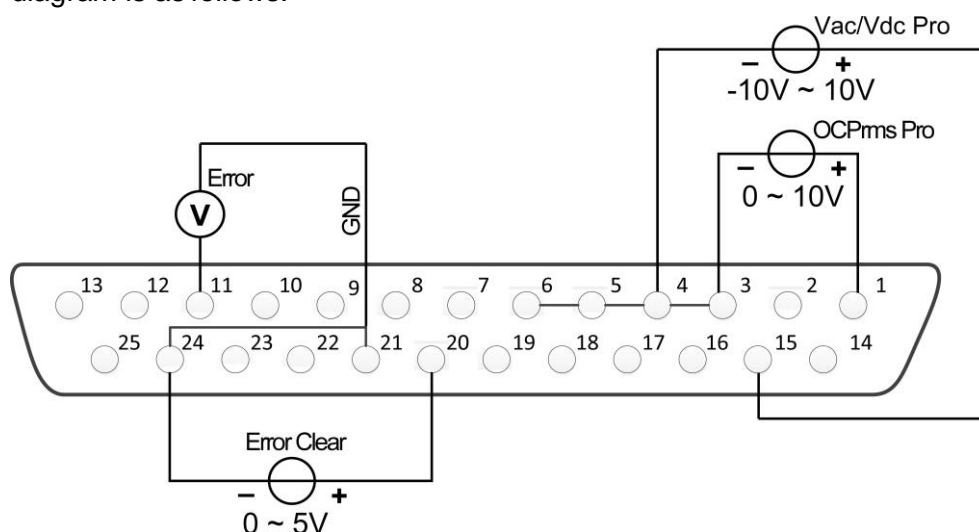 diagram is as follows:
Vac/Vdc Pro
− +
-10V ~ 10V
OCPrms Pro
− +
0 ~ 10V
Error
V
GND
13 12 11 10 9 8 7 6 5 4 3 2 1
25 24 23 22 21 20 19 18 17 16 15 14
Error Clear
− +
0 ~ 5V